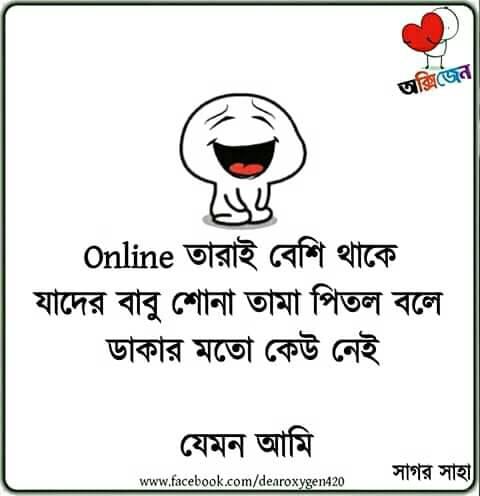 অক্সিজেন
Online তারাই বেশি থাকে
যাদের বাবু শোনা তামা পিতল বলে
ডাকার মতো কেউ নেই
যেমন আমি
সাগর সাহা
www.facebook.com/dearoxygen420